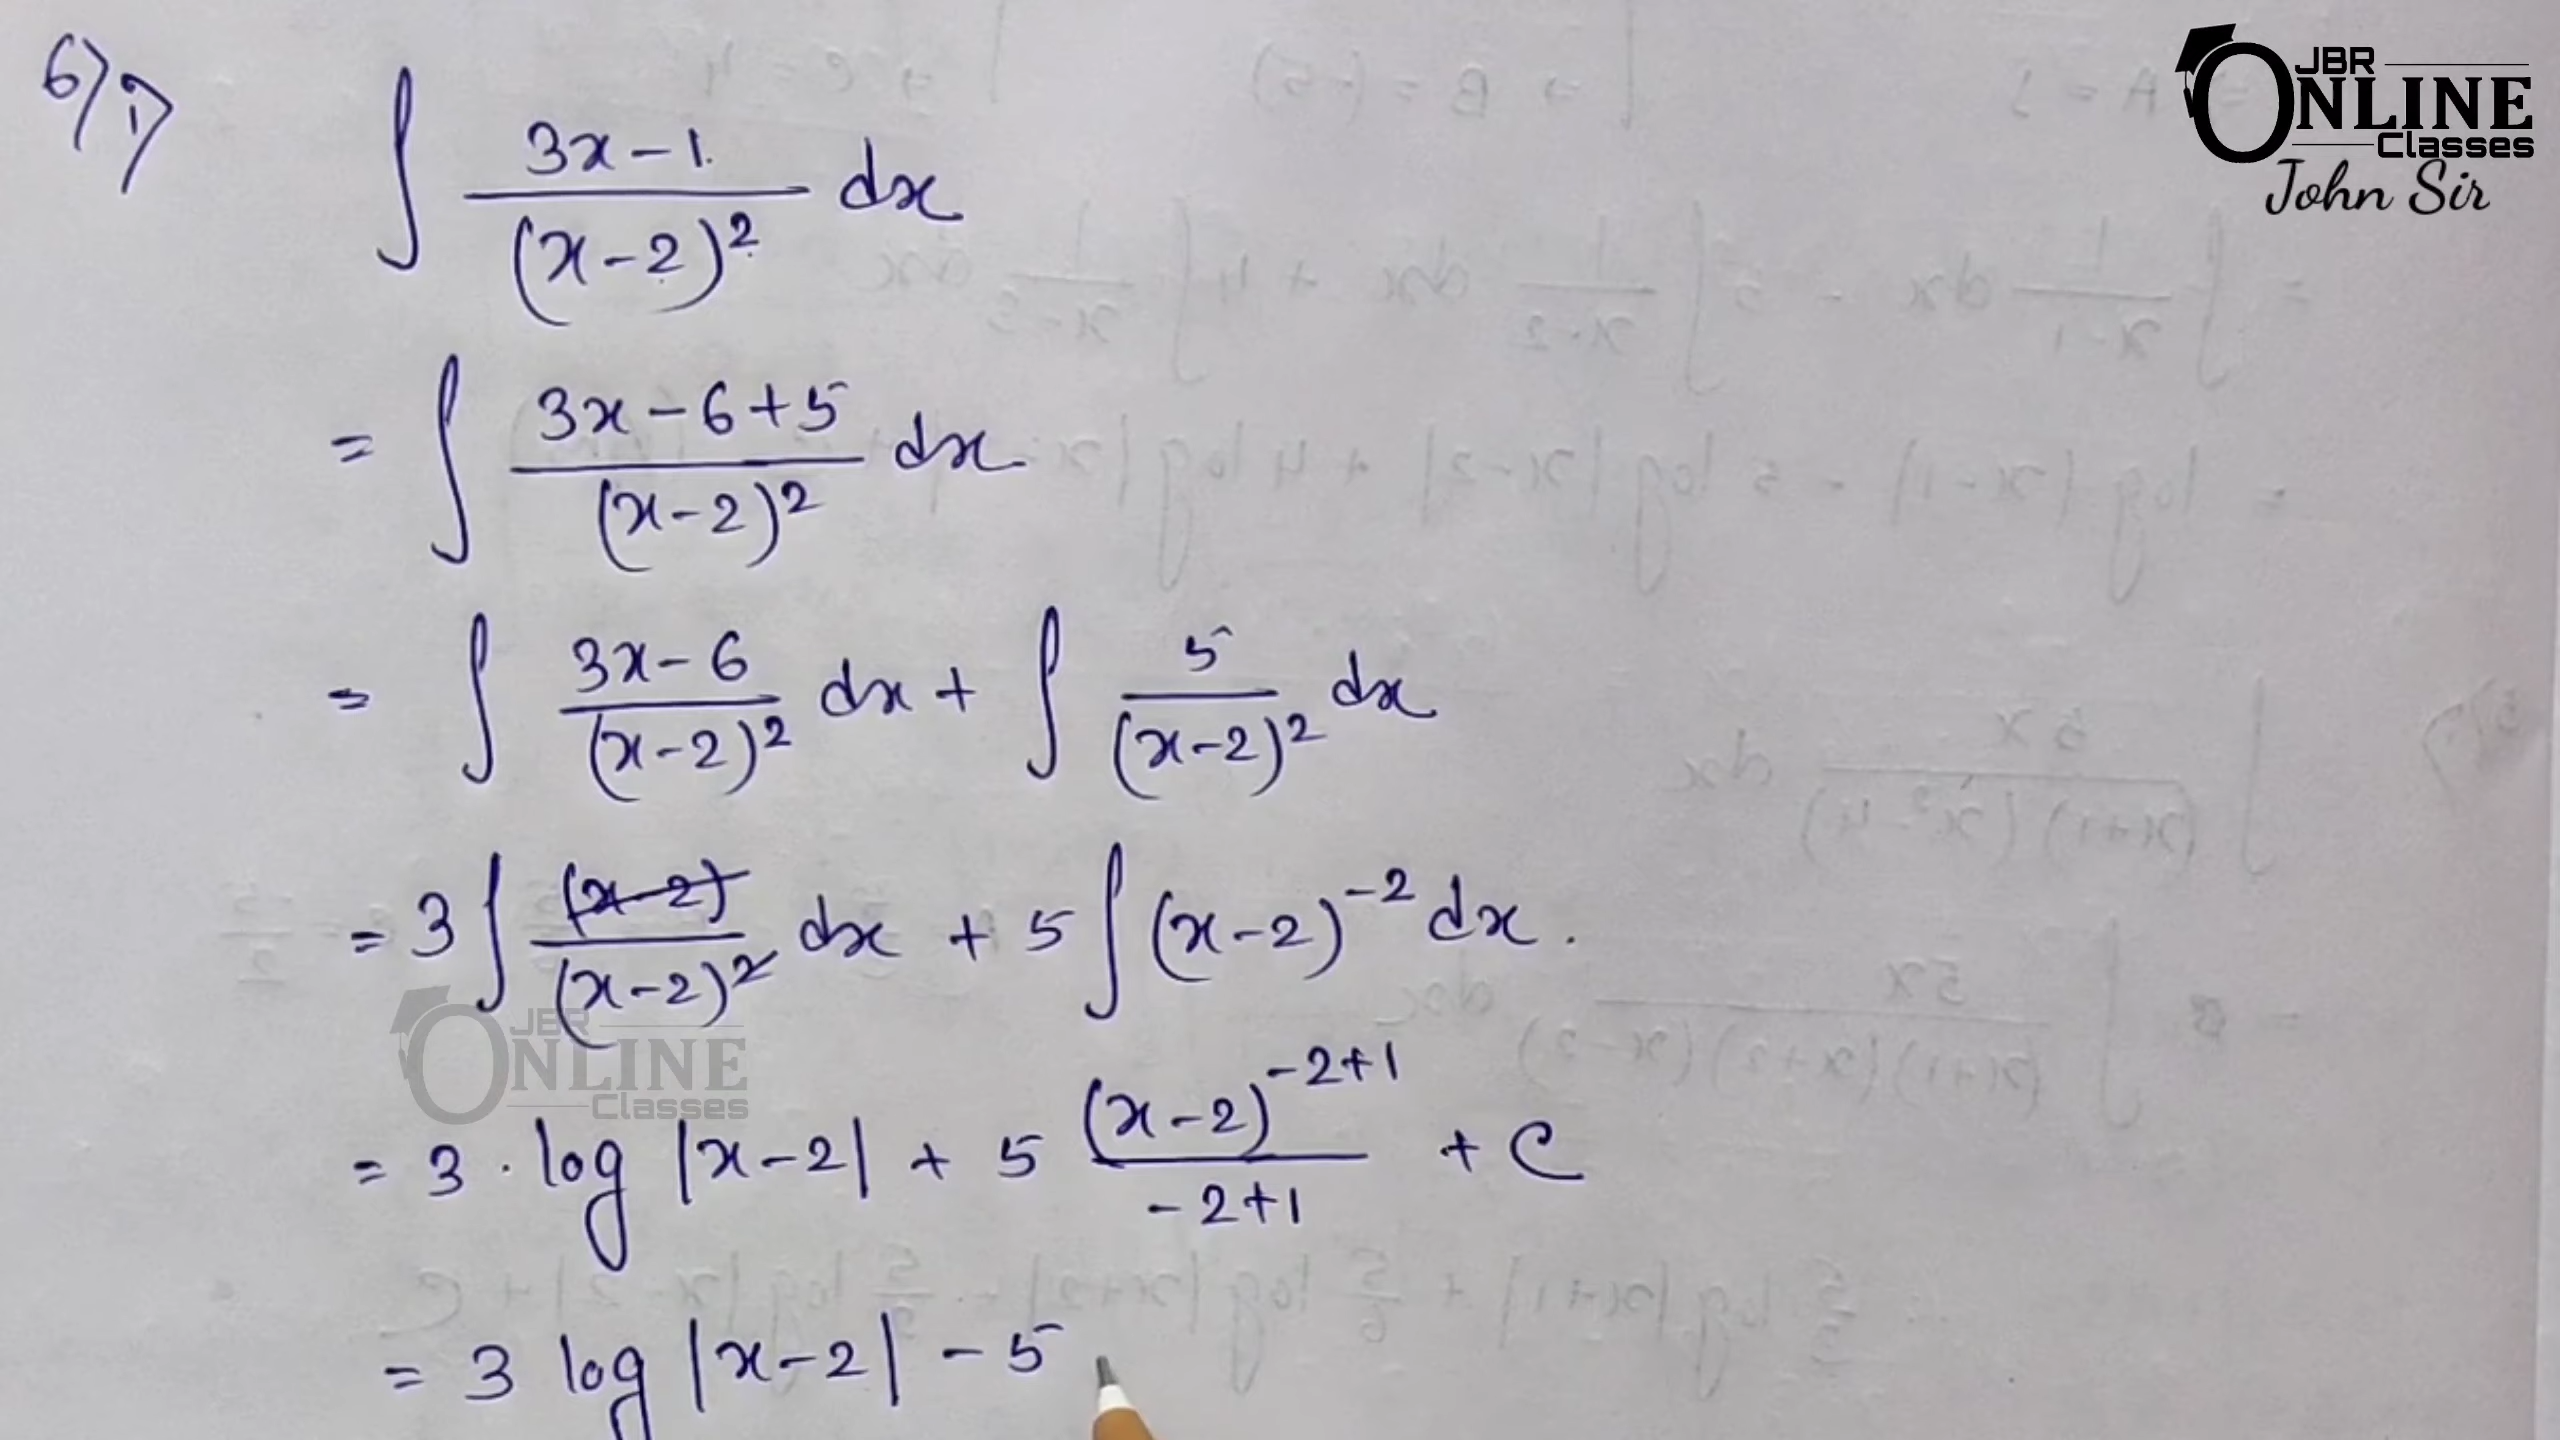 JBR
ONLINE
Classes
John Sir
6) i)
∫ (3x-1)/(x-2)² dx
= ∫ (3x-6+5)/(x-2)² dx
= ∫ (3x-6)/(x-2)² dx + ∫ 5/(x-2)² dx
= 3 ∫ (x-2)/(x-2)² dx + 5 ∫ (x-2)⁻² dx.
JBR
ONLINE
Classes
= 3 · log |x-2| + 5 (x-2)⁻²⁺¹/(-2+1) + C
= 3 log |x-2| - 5